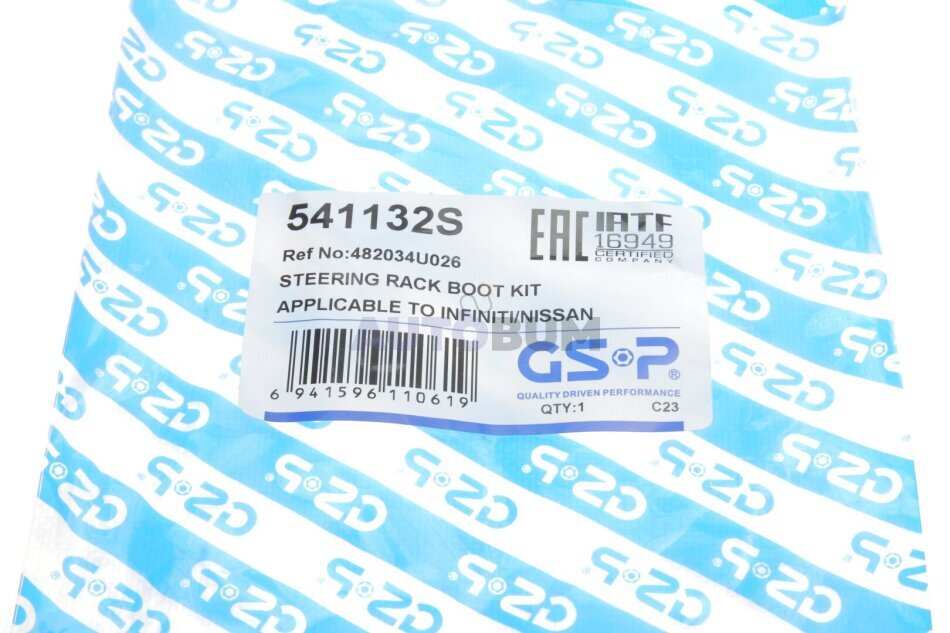 541132S
EAC
IATF
16949
CERTIFIED
COMPANY
Ref No:482034U026
STEERING RACK BOOT KIT
APPLICABLE TO INFINITI/NISSAN
AUTOBUM
6 941596 110619
GSP®
QUALITY DRIVEN PERFORMANCE
QTY:1 C23